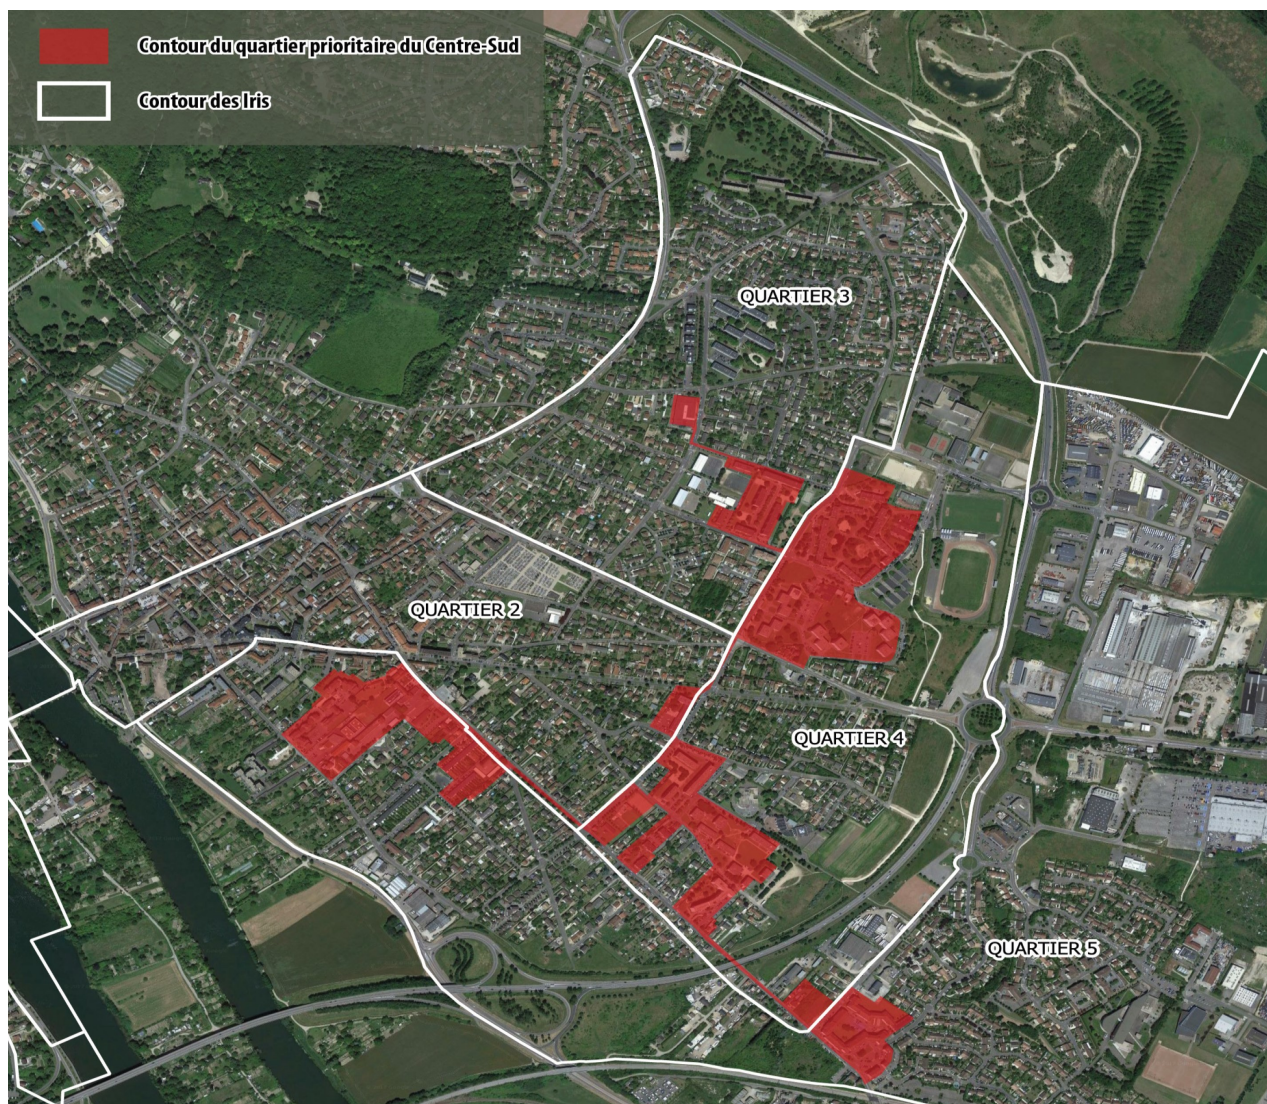 Contour du quartier prioritaire du Centre-Sud
Contour des Iris
QUARTIER 3
QUARTIER 2
QUARTIER 4
QUARTIER 5